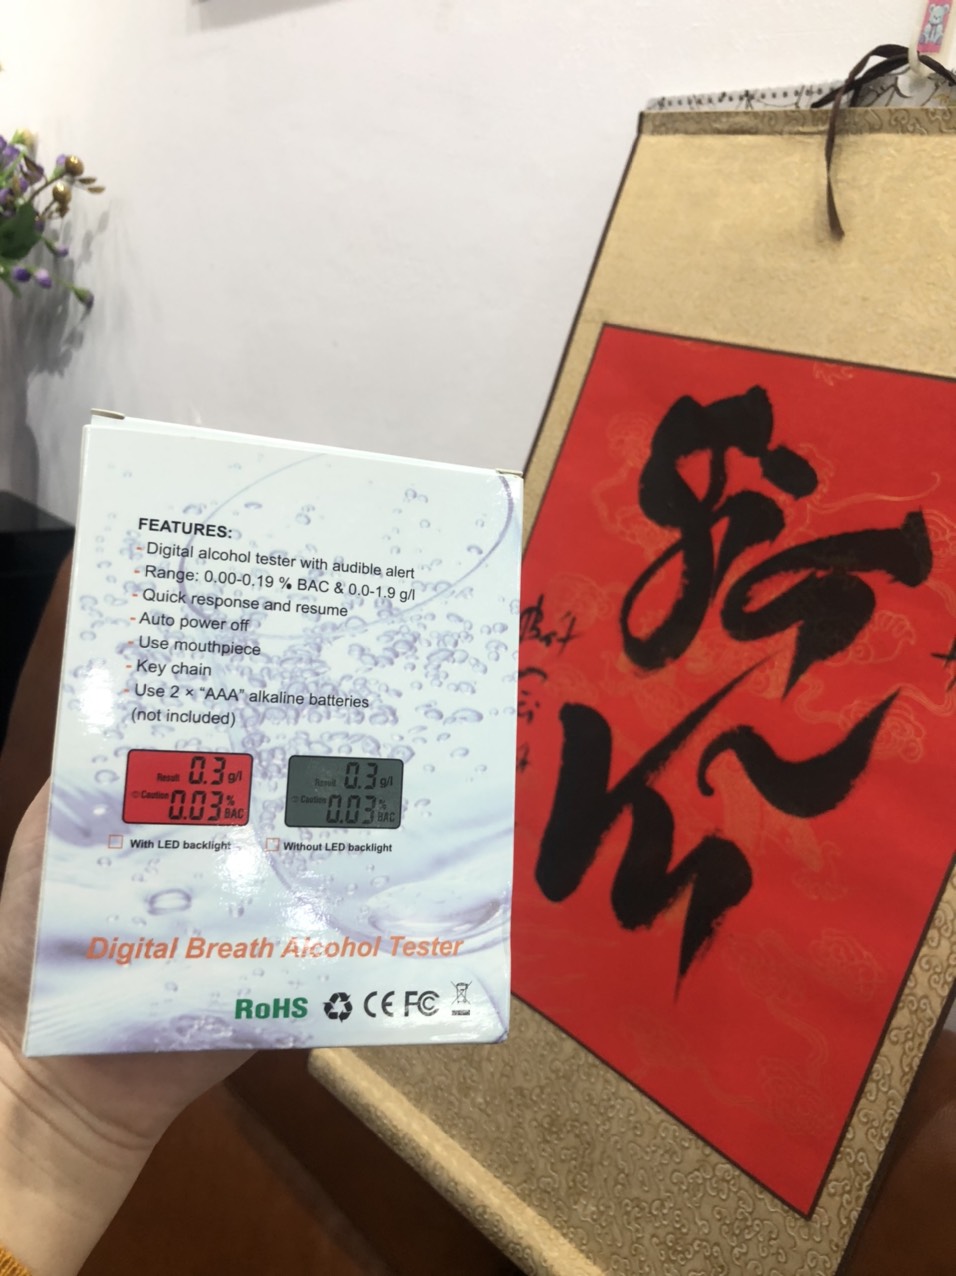 FEATURES:
- Digital alcohol tester with audible alert
- Range: 0.00-0.19 % BAC & 0.0-1.9 g/l
- Quick response and resume
- Auto power off
- Use mouthpiece
- Key chain
- Use 2 × “AAA” alkaline batteries
(not included)
Result 0.3 g/l
Caution 0.03 % BAC
Result 0.3 g/l
Caution 0.03 % BAC
With LED backlight
Without LED backlight
Digital Breath Alcohol Tester
RoHS CE FC